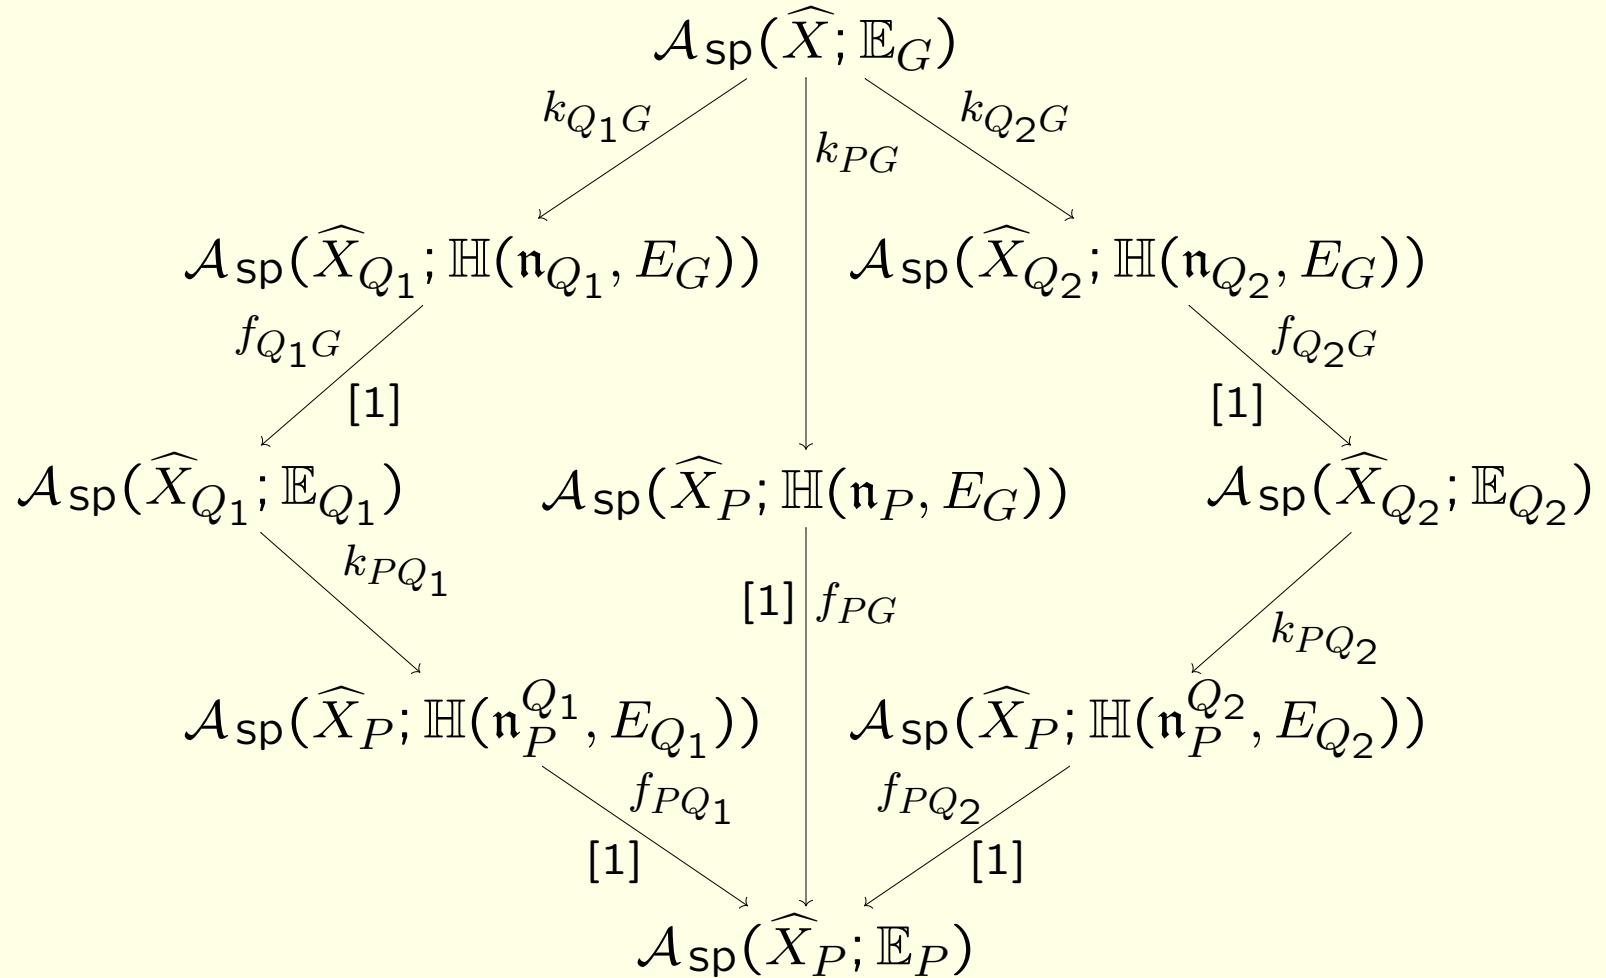 𝒜_sp(X̂; 𝔼_G)
k_{Q_1G} k_{PG} k_{Q_2G}
𝒜_sp(X̂_{Q_1}; ℍ(𝔫_{Q_1}, E_G)) 𝒜_sp(X̂_{Q_2}; ℍ(𝔫_{Q_2}, E_G))
f_{Q_1G} f_{Q_2G}
[1] [1]
𝒜_sp(X̂_{Q_1}; 𝔼_{Q_1}) 𝒜_sp(X̂_P; ℍ(𝔫_P, E_G)) 𝒜_sp(X̂_{Q_2}; 𝔼_{Q_2})
k_{PQ_1} [1] f_{PG} k_{PQ_2}
𝒜_sp(X̂_P; ℍ(𝔫_P^{Q_1}, E_{Q_1})) 𝒜_sp(X̂_P; ℍ(𝔫_P^{Q_2}, E_{Q_2}))
f_{PQ_1} f_{PQ_2}
[1] [1]
𝒜_sp(X̂_P; 𝔼_P)